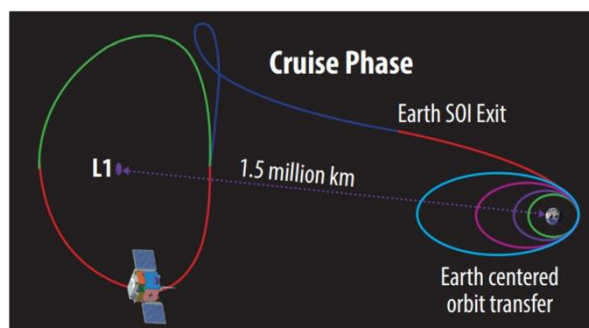 Cruise Phase
Earth SOI Exit
L1
1.5 million km
Earth centered
orbit transfer